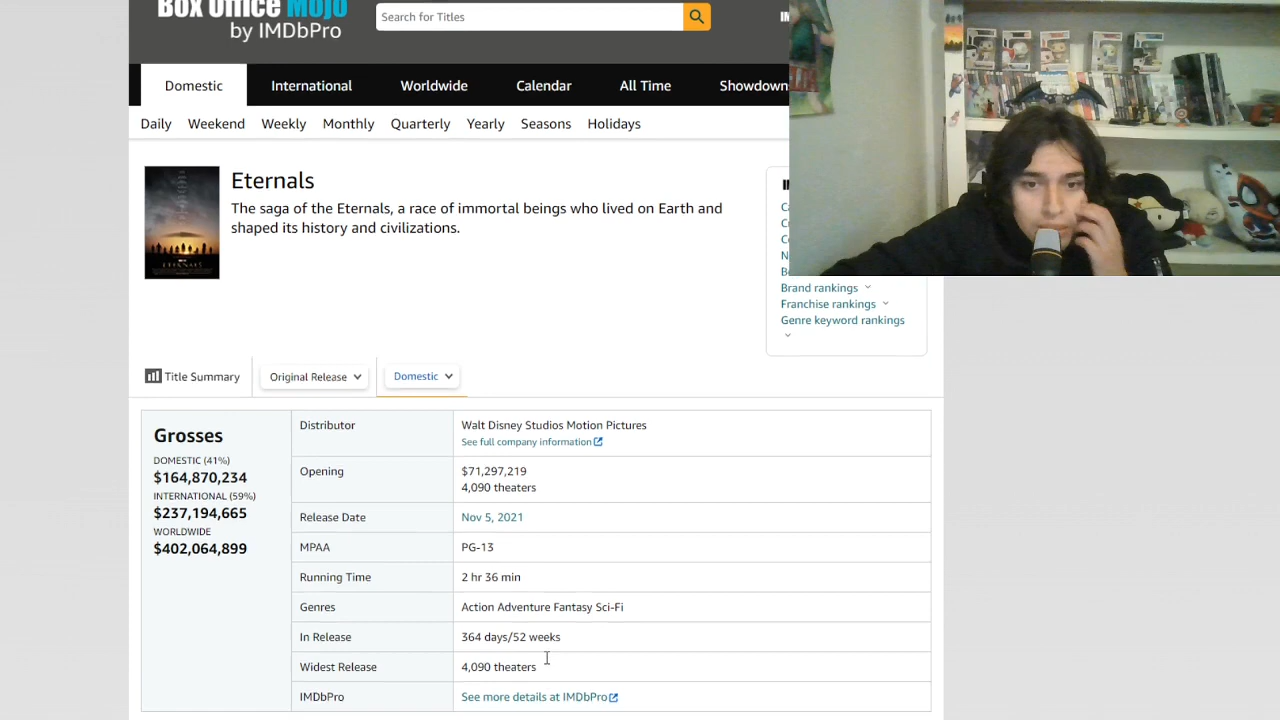 Box Office Mojo
by IMDbPro
Search for Titles
Domestic International Worldwide Calendar All Time Showdown
Daily Weekend Weekly Monthly Quarterly Yearly Seasons Holidays
Eternals
The saga of the Eternals, a race of immortal beings who lived on Earth and
shaped its history and civilizations.
Brand rankings
Franchise rankings
Genre keyword rankings
Title Summary Original Release Domestic
Grosses
DOMESTIC (41%)
$164,870,234
INTERNATIONAL (59%)
$237,194,665
WORLDWIDE
$402,064,899
Distributor Walt Disney Studios Motion Pictures
See full company information
Opening $71,297,219
4,090 theaters
Release Date Nov 5, 2021
MPAA PG-13
Running Time 2 hr 36 min
Genres Action Adventure Fantasy Sci-Fi
In Release 364 days/52 weeks
Widest Release 4,090 theaters
IMDbPro See more details at IMDbPro